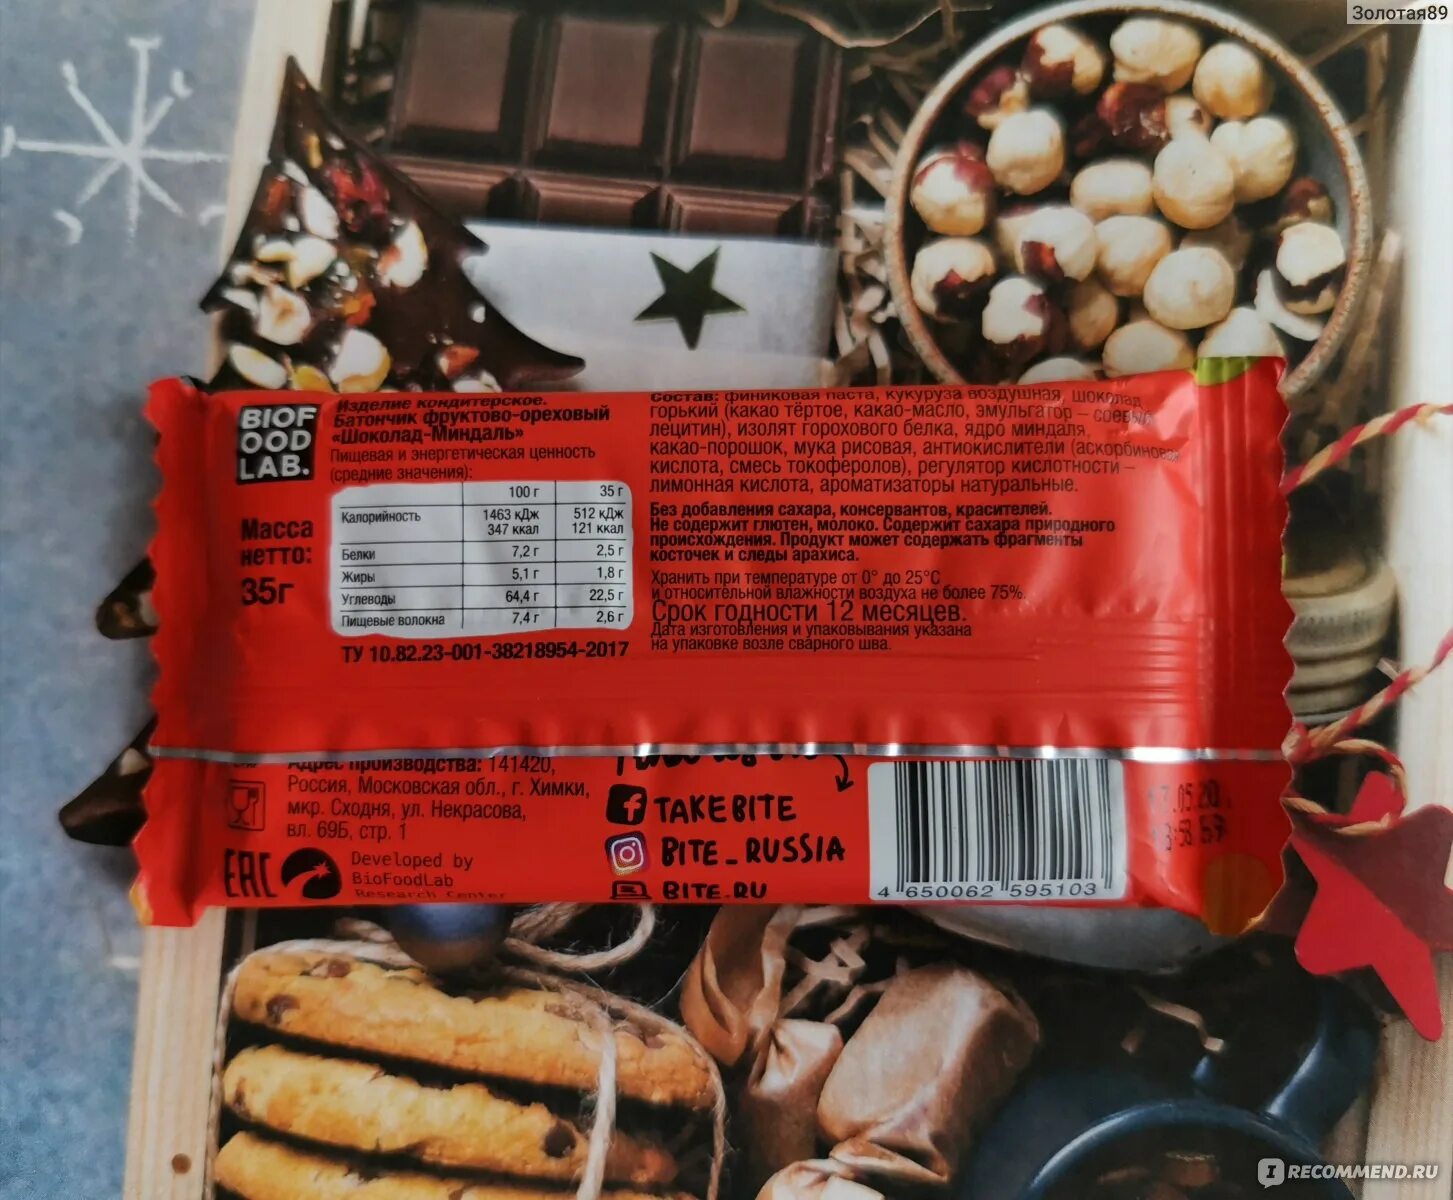 Золотая89
BIOF
OOD
LAB.
Масса
нетто:
35г
Изделие кондитерское.
Батончик фруктово-ореховый
«Шоколад-Миндаль»
Пищевая и энергетическая ценность
(средние значения):
100 г 35 г
Калорийность 1463 кДж 512 кДж
347 ккал 121 ккал
Белки 7,2 г 2,5 г
Жиры 5,1 г 1,8 г
Углеводы 64,4 г 22,5 г
Пищевые волокна 7,4 г 2,6 г
ТУ 10.82.23-001-38218954-2017
Состав: финиковая паста, кукуруза воздушная, шоколад
горький (какао тёртое, какао-масло, эмульгатор – соевый
лецитин), изолят горохового белка, ядро миндаля,
какао-порошок, мука рисовая, антиокислители (аскорбиновая
кислота, смесь токоферолов), регулятор кислотности –
лимонная кислота, ароматизаторы натуральные.
Без добавления сахара, консервантов, красителей.
Не содержит глютен, молоко. Содержит сахара природного
происхождения. Продукт может содержать фрагменты
косточек и следы арахиса.
Хранить при температуре от 0° до 25°C
и относительной влажности воздуха не более 75%.
Срок годности 12 месяцев.
Дата изготовления и упаковывания указана
на упаковке возле сварного шва.
Адрес производства: 141420,
Россия, Московская обл., г. Химки,
мкр. Сходня, ул. Некрасова,
вл. 69Б, стр. 1
EAC
Developed by
BioFoodLab
Research Center
TAKEBITE
BITE_RUSSIA
BITE.RU
4 650062 595103
IRECOMMEND.RU